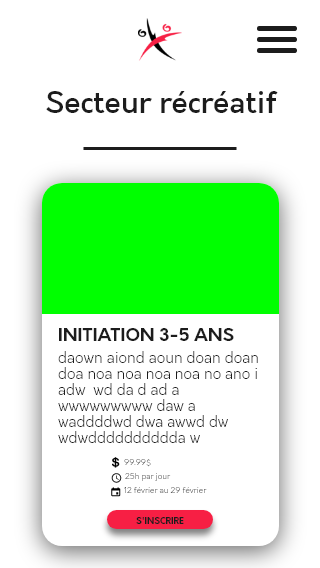 Secteur récréatif
INITIATION 3-5 ANS
daown aiond aoun doan doan
doa noa noa noa noa no ano i
adw wd da d ad a
wwwwwwwww daw a
waddddwd dwa awwd dw
wdwddddddddddda w
$ 99.99$
25h par jour
12 février au 29 février
S'INSCRIRE